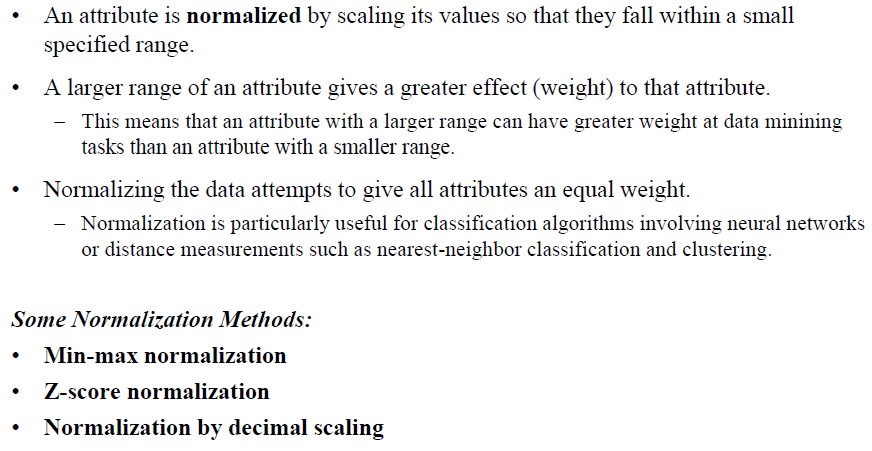 • An attribute is normalized by scaling its values so that they fall within a small
specified range.
• A larger range of an attribute gives a greater effect (weight) to that attribute.
– This means that an attribute with a larger range can have greater weight at data minining
tasks than an attribute with a smaller range.
• Normalizing the data attempts to give all attributes an equal weight.
– Normalization is particularly useful for classification algorithms involving neural networks
or distance measurements such as nearest-neighbor classification and clustering.
Some Normalization Methods:
• Min-max normalization
• Z-score normalization
• Normalization by decimal scaling